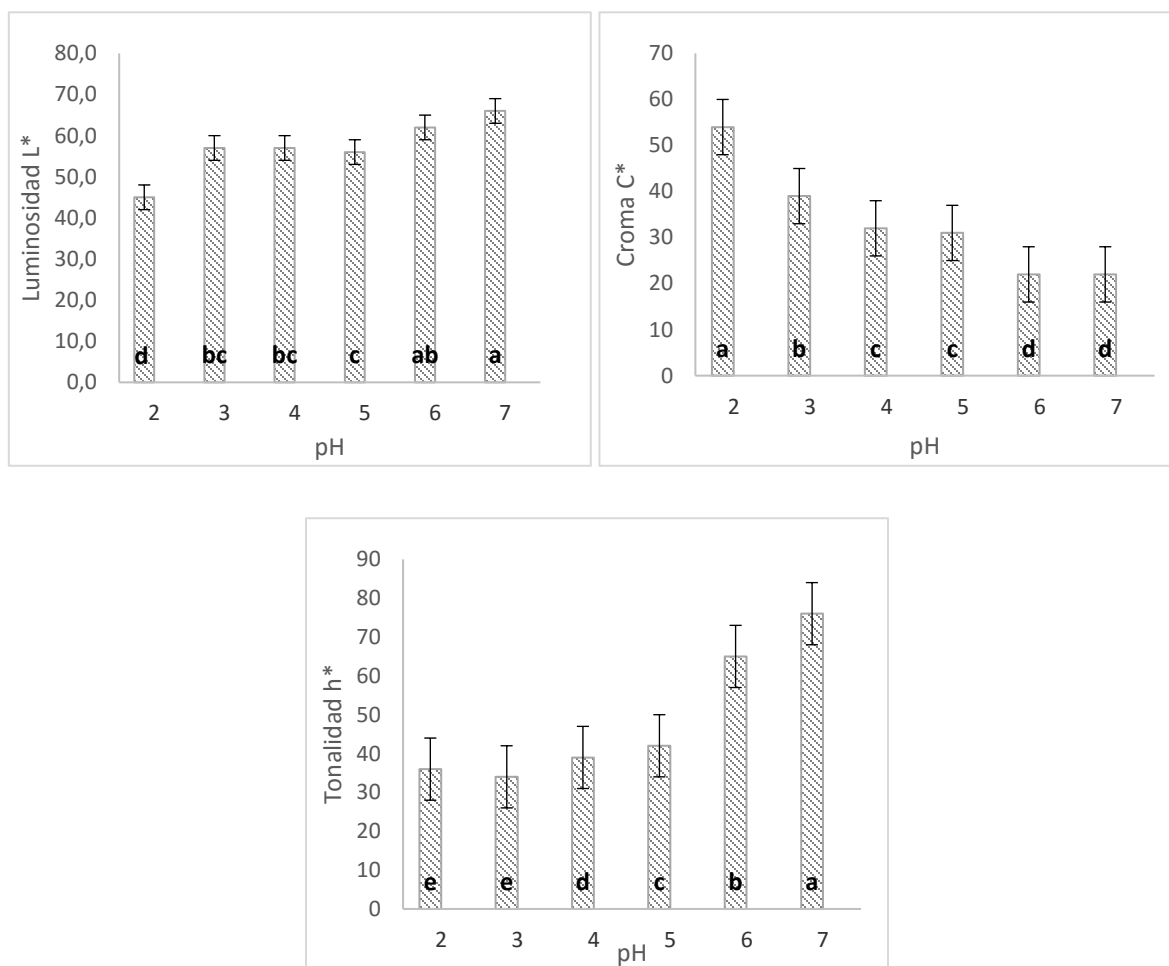 Luminosidad L*
80,0
70,0
60,0
50,0
40,0
30,0
20,0
10,0
0,0
d bc bc c ab a
2 3 4 5 6 7
pH
Croma C*
70
60
50
40
30
20
10
0
a b c c d d
2 3 4 5 6 7
pH
Tonalidad h*
90
80
70
60
50
40
30
20
10
0
e e d c b a
2 3 4 5 6 7
pH